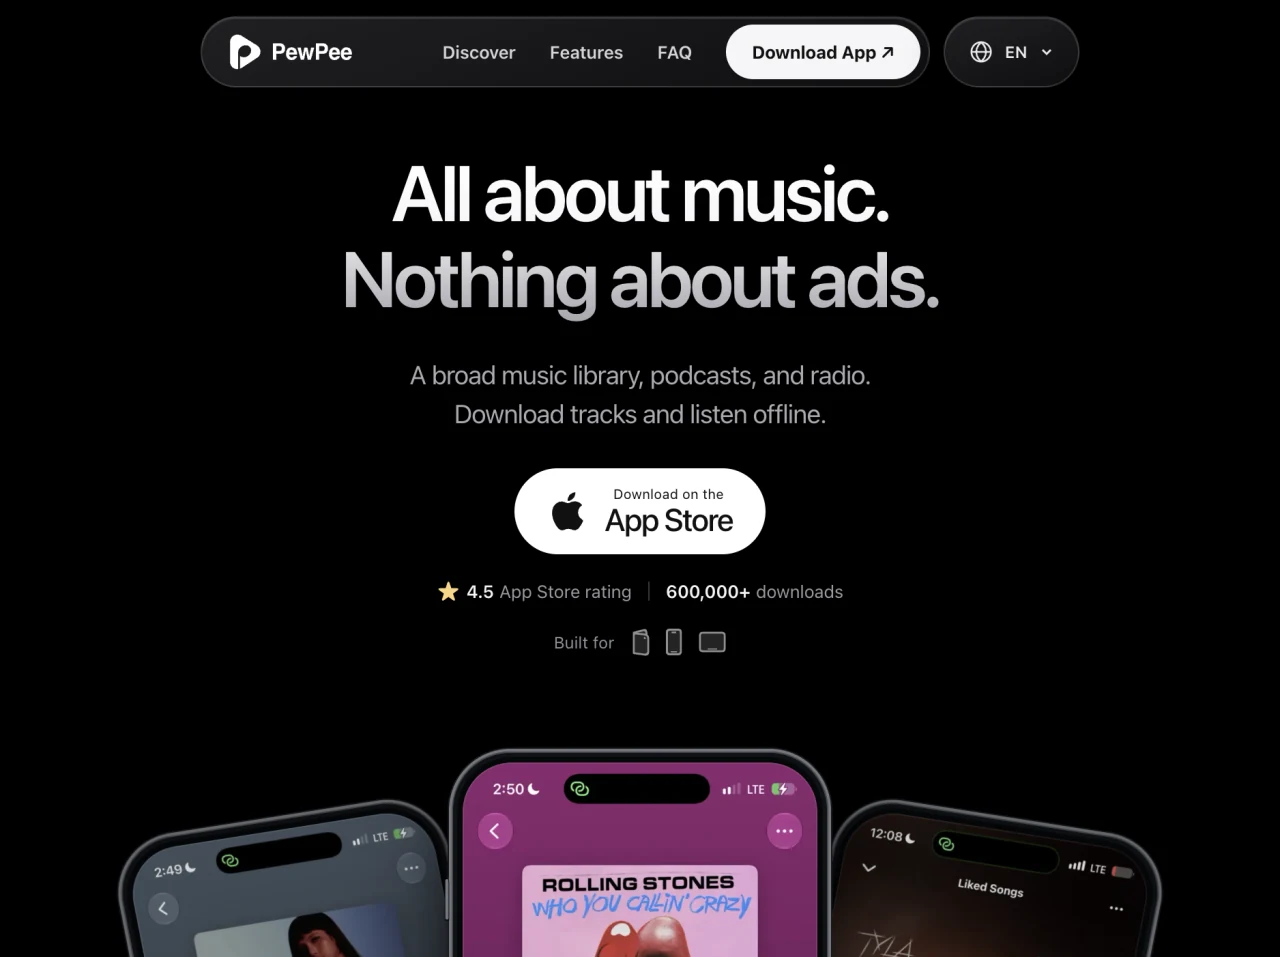 PewPee
Discover
Features
FAQ
Download App ↗
EN
All about music.
Nothing about ads.
A broad music library, podcasts, and radio.
Download tracks and listen offline.
Download on the
App Store
4.5 App Store rating
600,000+ downloads
Built for
2:49
LTE
2:50
LTE
ROLLING STONES
WHO YOU CALLIN' CRAZY
12:08
LTE
Liked Songs
TYLA